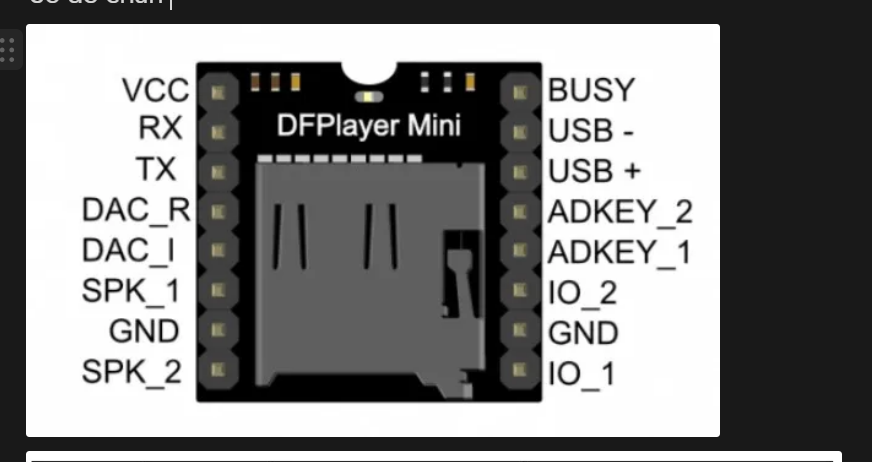 VCC
RX
TX
DAC_R
DAC_I
SPK_1
GND
SPK_2
DFPlayer Mini
BUSY
USB -
USB +
ADKEY_2
ADKEY_1
IO_2
GND
IO_1